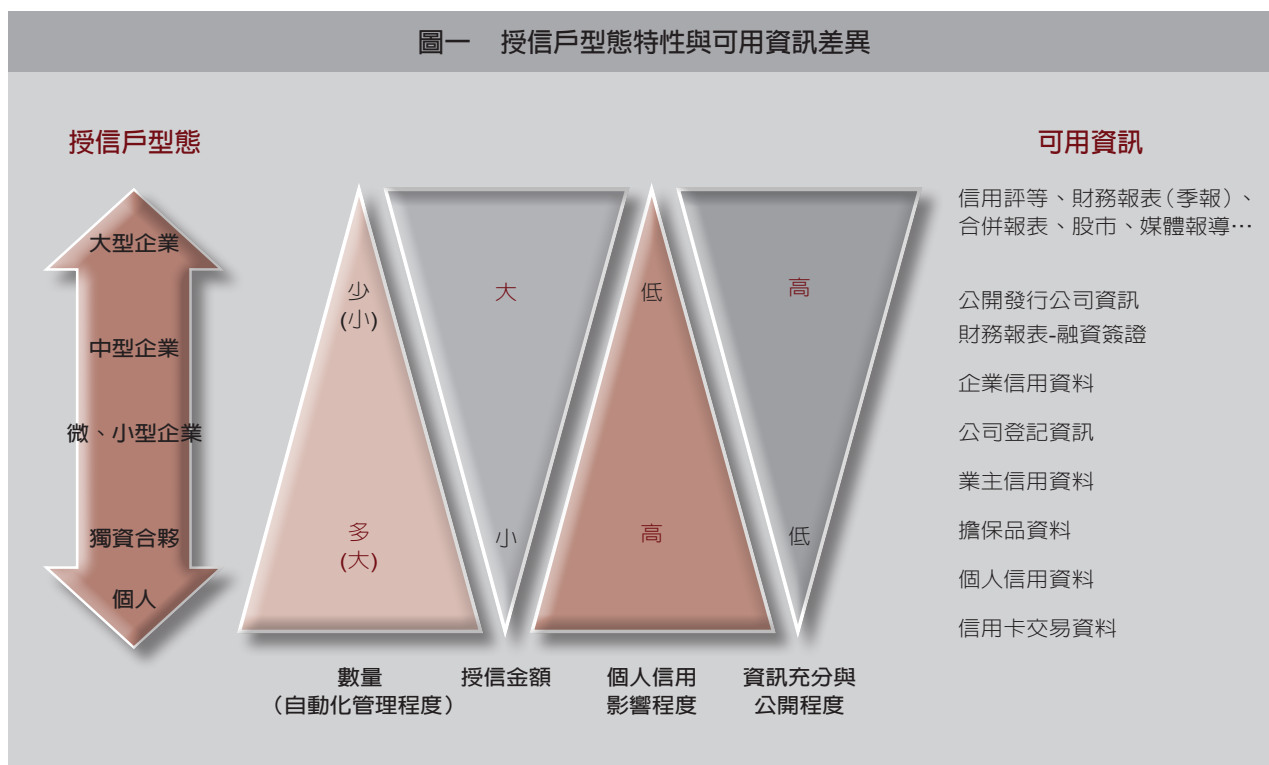 圖一 授信戶型態特性與可用資訊差異
授信戶型態
大型企業
中型企業
微、小型企業
獨資合夥
個人
少
(小)
多
(大)
大
小
低
高
高
低
數量
（自動化管理程度）
授信金額
個人信用
影響程度
資訊充分與
公開程度
可用資訊
信用評等、財務報表(季報)、
合併報表、股市、媒體報導…
公開發行公司資訊
財務報表-融資簽證
企業信用資料
公司登記資訊
業主信用資料
擔保品資料
個人信用資料
信用卡交易資料